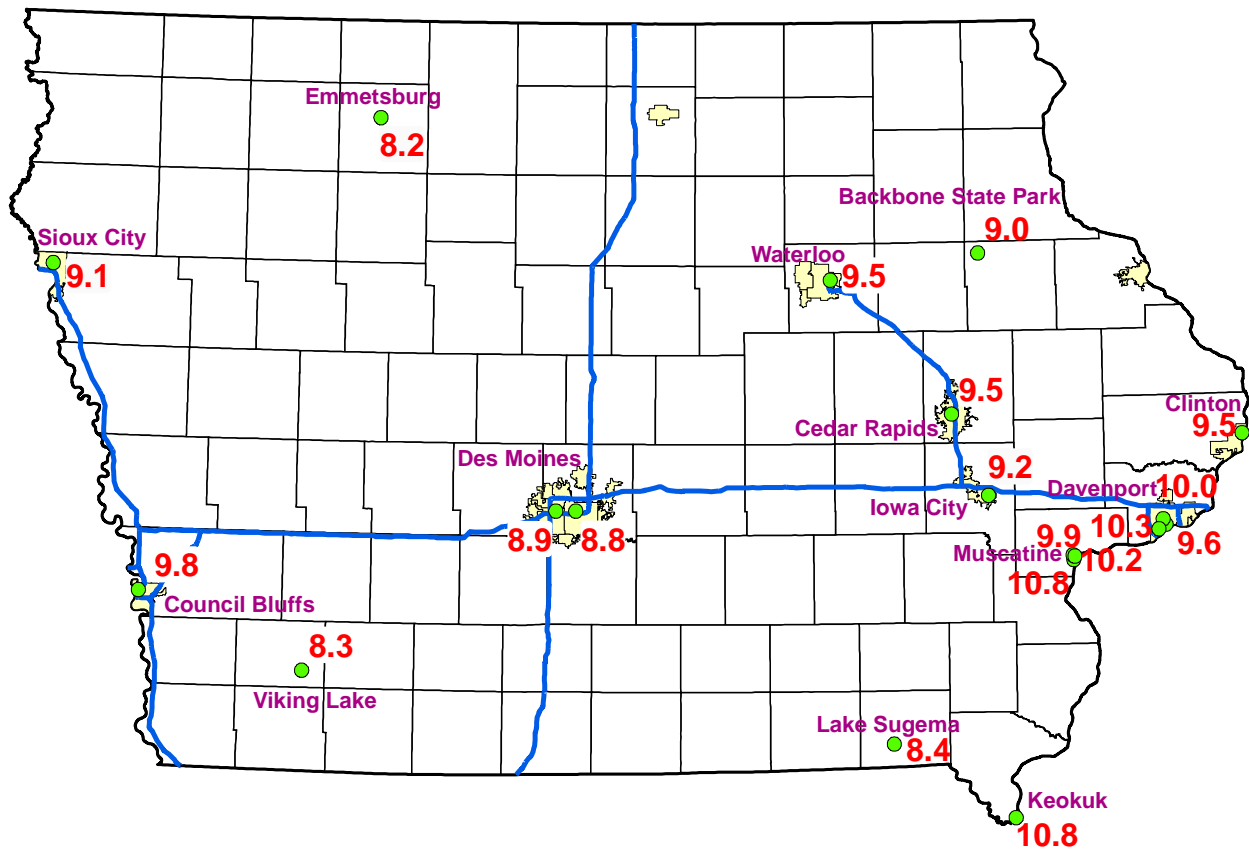 Emmetsburg
8.2
Backbone State Park
9.0
Sioux City
9.1
Waterloo
9.5
9.5
Cedar Rapids
Clinton
9.5
Des Moines
8.9
8.8
9.2
Iowa City
Davenport
10.0
10.3
9.6
9.9
Muscatine
10.2
10.8
9.8
Council Bluffs
8.3
Viking Lake
Lake Sugema
8.4
Keokuk
10.8